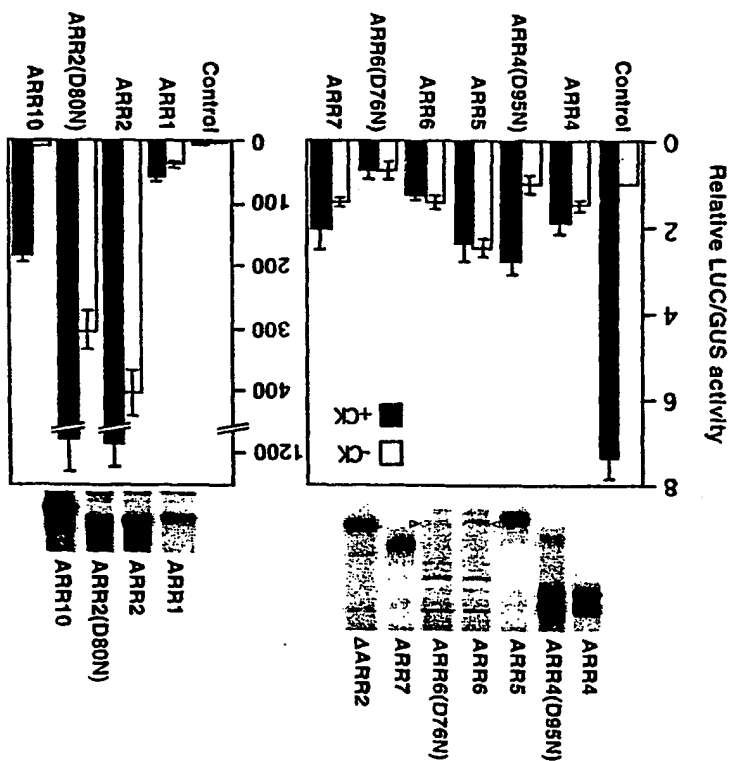 Relative LUC/GUS activity
0
2
4
6
8
-CK
+CK
Control
ARR4
ARR4(D95N)
ARR5
ARR6
ARR6(D76N)
ARR7
ARR4
ARR4(D95N)
ARR5
ARR6
ARR6(D76N)
ARR7
ΔARR2
0
100
200
300
400
1200
Control
ARR1
ARR2
ARR2(D80N)
ARR10
ARR1
ARR2
ARR2(D80N)
ARR10